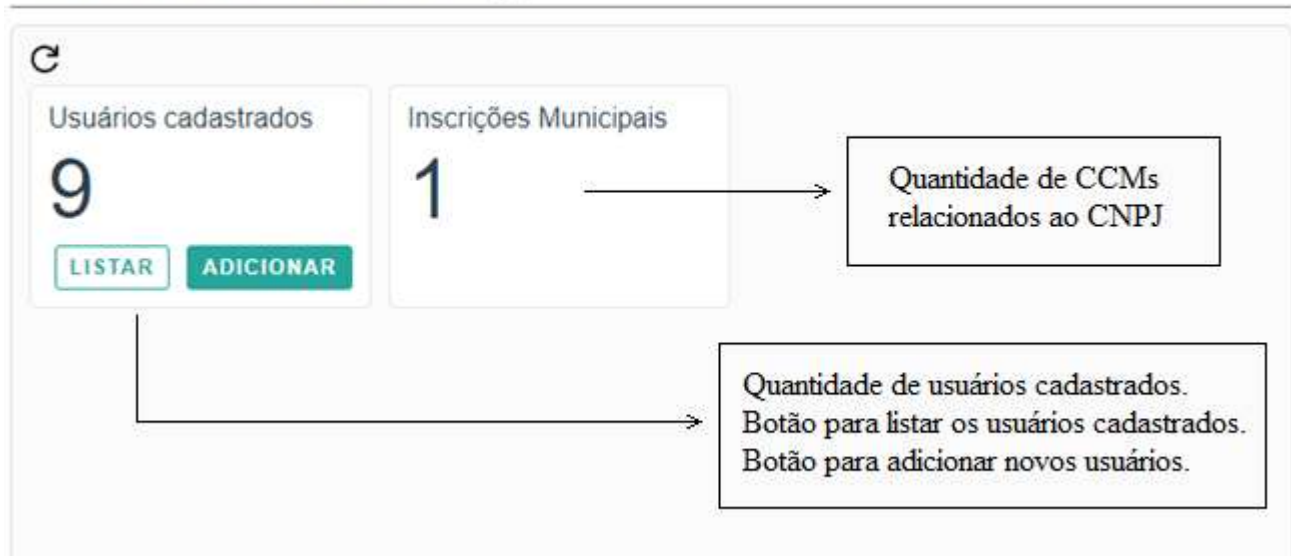 Usuários cadastrados
9
LISTAR ADICIONAR
Inscrições Municipais
1
Quantidade de CCMs
relacionados ao CNPJ
Quantidade de usuários cadastrados.
Botão para listar os usuários cadastrados.
Botão para adicionar novos usuários.